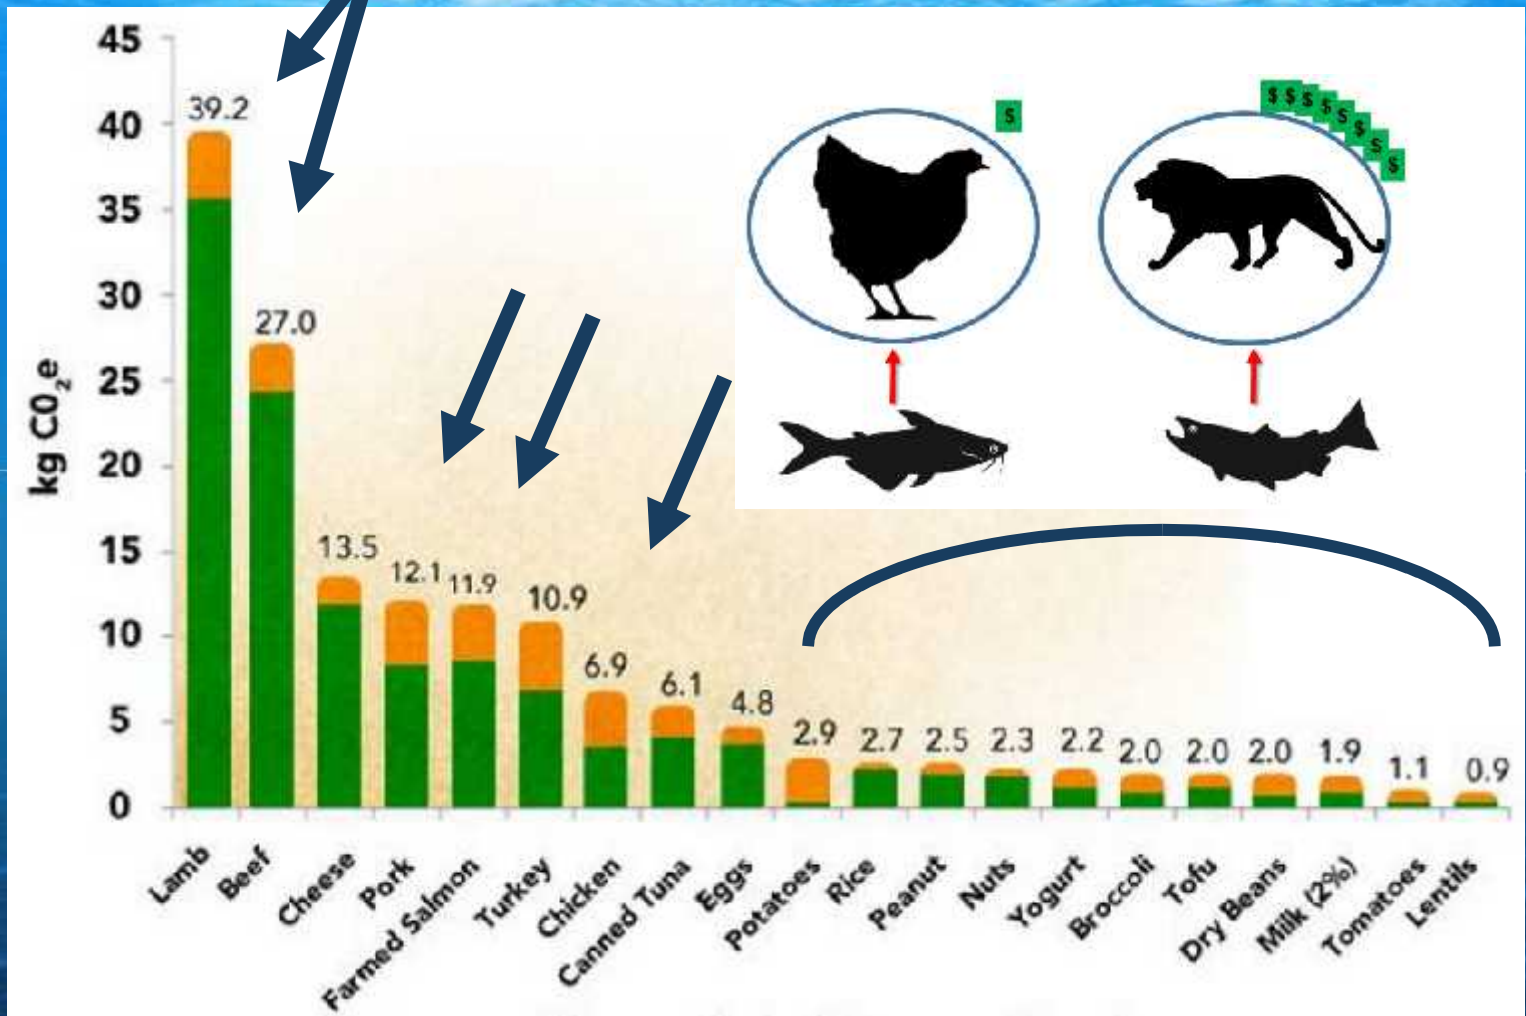 45
40
35
30
25
20
15
10
5
0
kg CO₂e
39.2
27.0
13.5
12.1
11.9
10.9
6.9
6.1
4.8
2.9
2.7
2.5
2.3
2.2
2.0
2.0
2.0
1.9
1.1
0.9
$
$ $ $ $ $ $ $ $
Lamb
Beef
Cheese
Pork
Farmed Salmon
Turkey
Chicken
Canned Tuna
Eggs
Potatoes
Rice
Peanut
Nuts
Yogurt
Broccoli
Tofu
Dry Beans
Milk (2%)
Tomatoes
Lentils